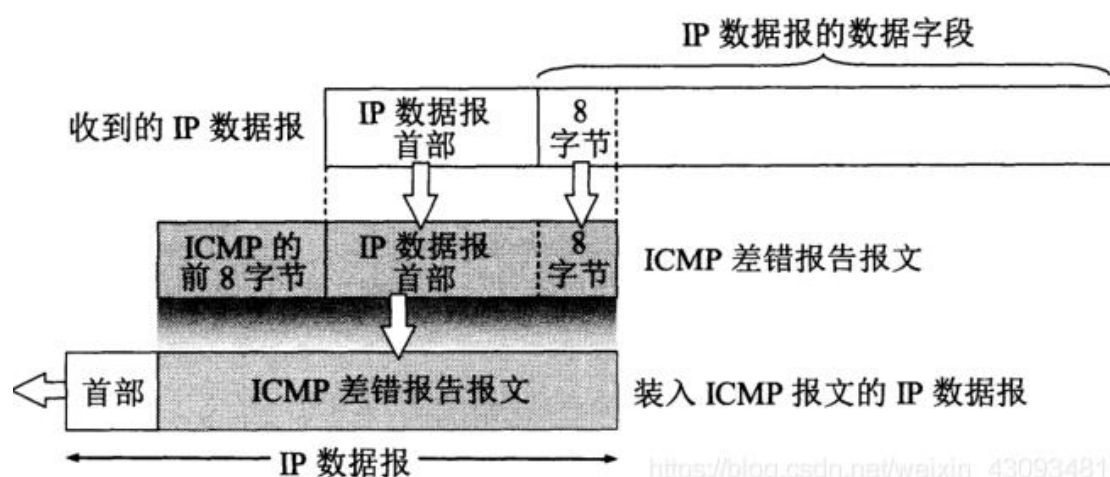 IP 数据报的数据字段
收到的 IP 数据报
IP 数据报
首部
8
字节
ICMP 的
前 8 字节
IP 数据报
首部
8
字节
ICMP 差错报告报文
首部
ICMP 差错报告报文
装入 ICMP 报文的 IP 数据报
IP 数据报
https://blog.csdn.net/weixin_43093481